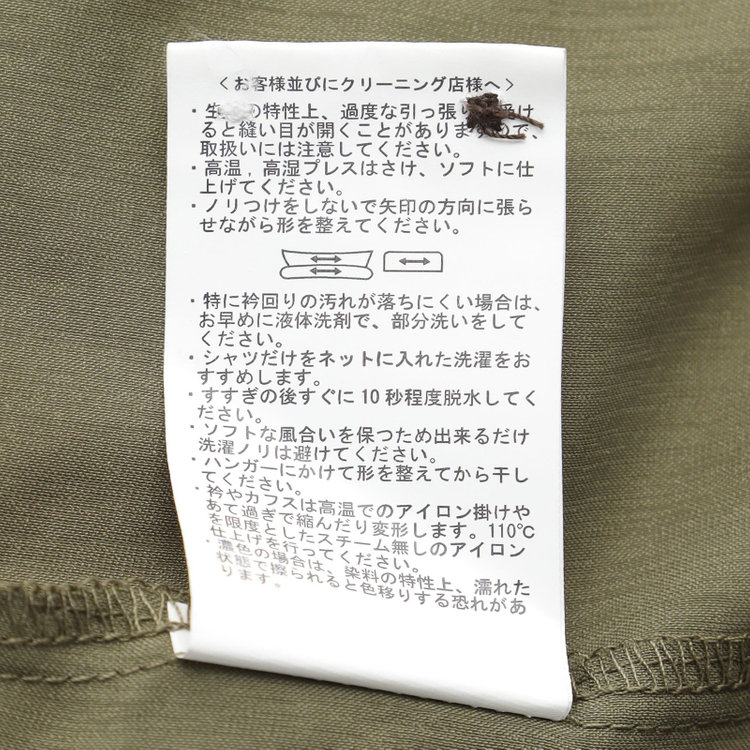 ＜お客様並びにクリーニング店様へ＞
・生 の特性上、過度な引っ張り 受け
ると縫い目が開くことがありますので、
取扱いには注意してください。
・高温，高湿プレスはさけ、ソフトに仕
上げてください。
・ノリつけをしないで矢印の方向に張ら
せながら形を整えてください。
・特に衿回りの汚れが落ちにくい場合は、
お早めに液体洗剤で、部分洗いをして
ください。
・シャツだけをネットに入れた洗濯をお
すすめします。
・すすぎの後すぐに10秒程度脱水してく
ださい。
・ソフトな風合いを保つため出来るだけ
洗濯ノリは避けてください。
・ハンガーにかけて形を整えてから干し
てください。
・衿やカフスは高温でのアイロン掛けや
あて過ぎで縮んだり変形します。110℃
を限度としたスチーム無しのアイロン
仕上げを行ってください。
・濃色の場合は、染料の特性上、濡れた
状態で擦られると色移りする恐れがあ
ります。